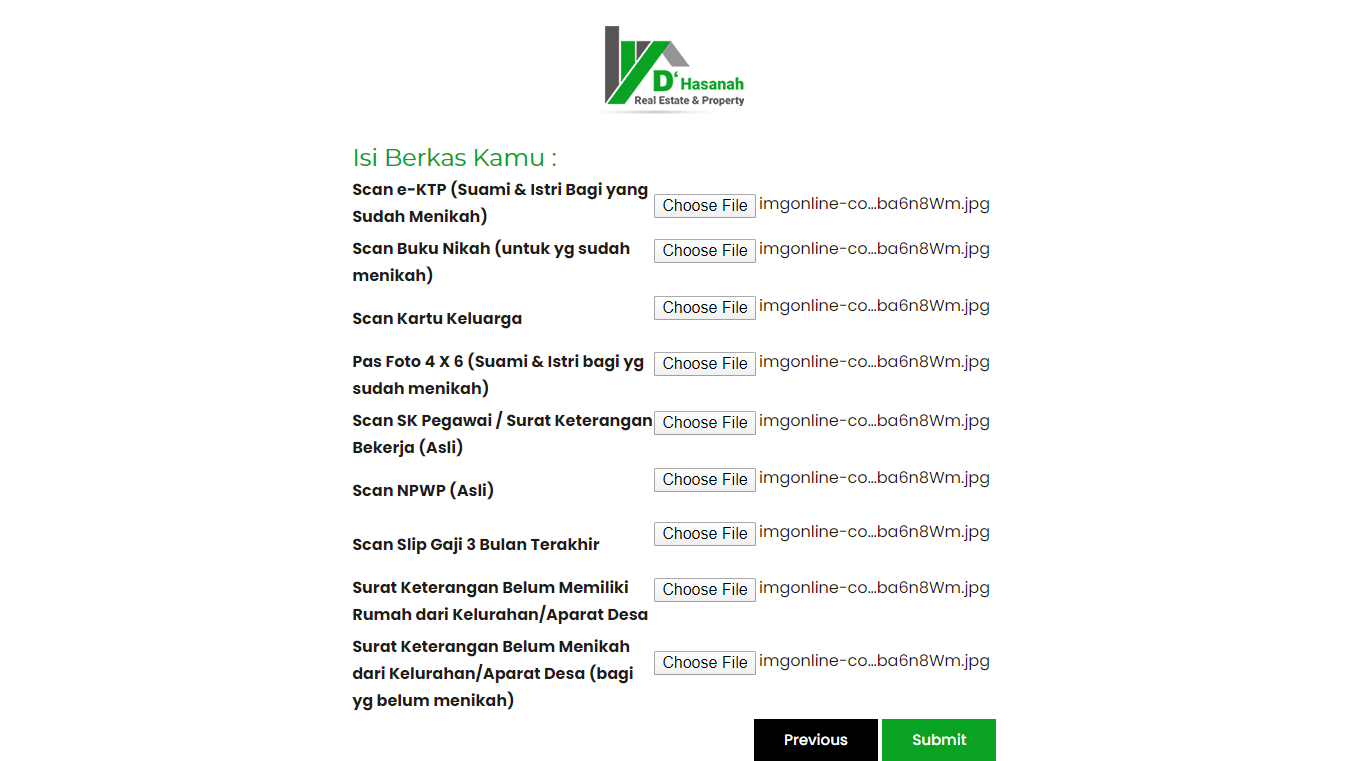 D‘ Hasanah
Real Estate & Property
Isi Berkas Kamu :
Scan e-KTP (Suami & Istri Bagi yang
Sudah Menikah)
Choose File imgonline-co...ba6n8Wm.jpg
Scan Buku Nikah (untuk yg sudah
menikah)
Choose File imgonline-co...ba6n8Wm.jpg
Scan Kartu Keluarga
Choose File imgonline-co...ba6n8Wm.jpg
Pas Foto 4 X 6 (Suami & Istri bagi yg
sudah menikah)
Choose File imgonline-co...ba6n8Wm.jpg
Scan SK Pegawai / Surat Keterangan
Bekerja (Asli)
Choose File imgonline-co...ba6n8Wm.jpg
Scan NPWP (Asli)
Choose File imgonline-co...ba6n8Wm.jpg
Scan Slip Gaji 3 Bulan Terakhir
Choose File imgonline-co...ba6n8Wm.jpg
Surat Keterangan Belum Memiliki
Rumah dari Kelurahan/Aparat Desa
Choose File imgonline-co...ba6n8Wm.jpg
Surat Keterangan Belum Menikah
dari Kelurahan/Aparat Desa (bagi
yg belum menikah)
Choose File imgonline-co...ba6n8Wm.jpg
Previous Submit